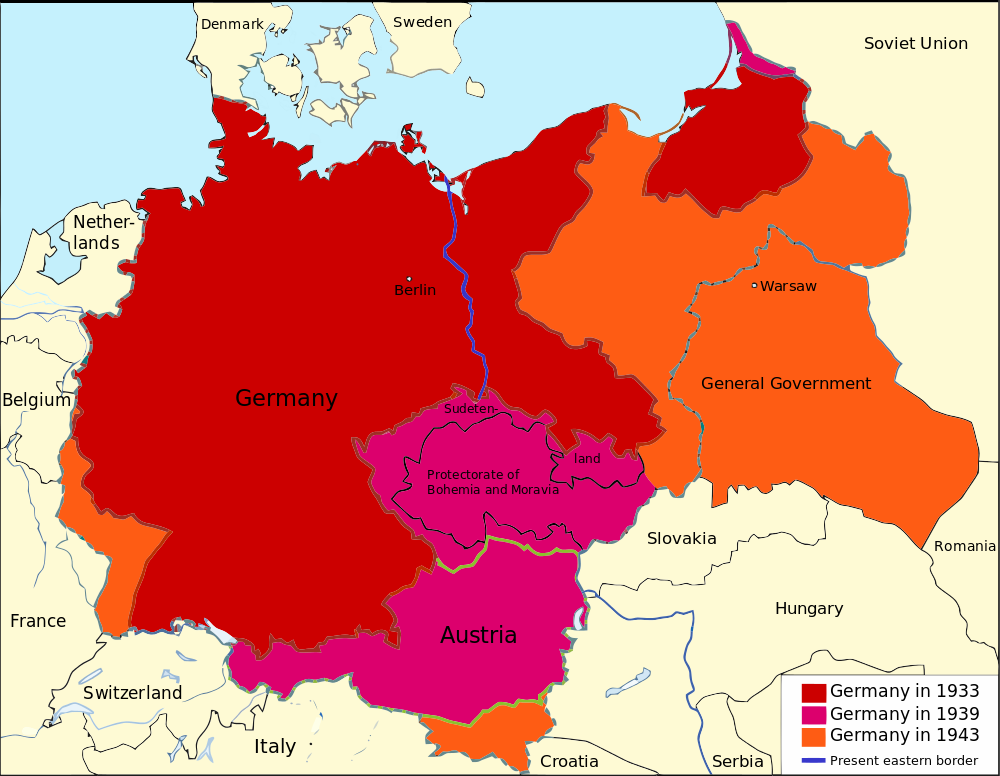 Denmark
Sweden
Soviet Union
Nether-
lands
Berlin
Warsaw
Belgium
Germany
General Government
Sudeten-
land
Protectorate of
Bohemia and Moravia
Slovakia
Romania
France
Austria
Hungary
Switzerland
Italy
Croatia
Serbia
Germany in 1933
Germany in 1939
Germany in 1943
Present eastern border